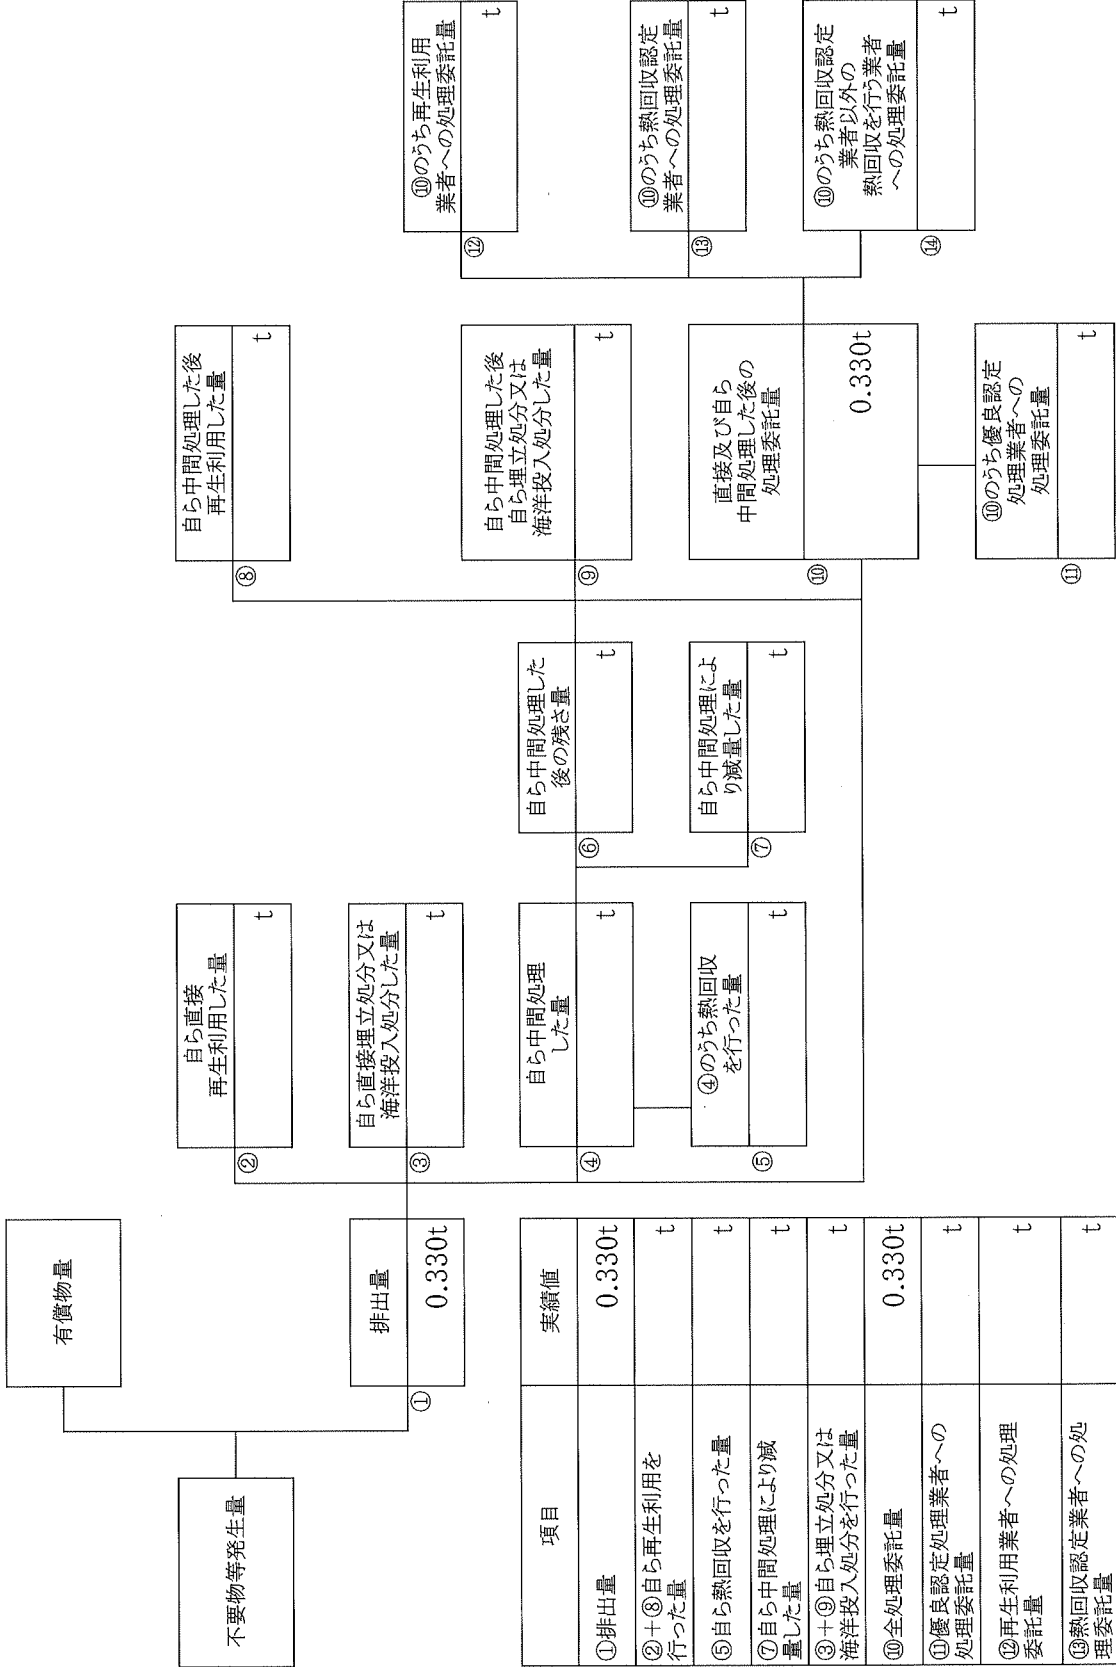 不要物等発生量
有償物量
①
排出量
0.330t
②
自ら直接
再生利用した量
t
③
自ら直接埋立処分又は
海洋投入処分した量
t
④
自ら中間処理
した量
t
⑤
④のうち熱回収
を行った量
t
⑥
自ら中間処理した
後の残さ量
t
⑦
自ら中間処理によ
り減量した量
t
⑧
自ら中間処理した後
再生利用した量
t
⑨
自ら中間処理した後
自ら埋立処分又は
海洋投入処分した量
t
⑩
直接及び自ら
中間処理した後の
処理委託量
0.330t
⑪
⑩のうち優良認定
処理業者への
処理委託量
t
⑫
⑩のうち再生利用
業者への処理委託量
t
⑬
⑩のうち熱回収認定
業者への処理委託量
t
⑭
⑩のうち熱回収認定
業者以外の
熱回収を行う業者
への処理委託量
t
項目 実績値
①排出量 0.330t
②+⑧自ら再生利用を
行った量 t
⑤自ら熱回収を行った量 t
⑦自ら中間処理により減
量した量 t
③+⑨自ら埋立処分又は
海洋投入処分を行った量 t
⑩全処理委託量 0.330t
⑪優良認定処理業者への
処理委託量 t
⑫再生利用業者への処理
委託量 t
⑬熱回収認定業者への処
理委託量 t